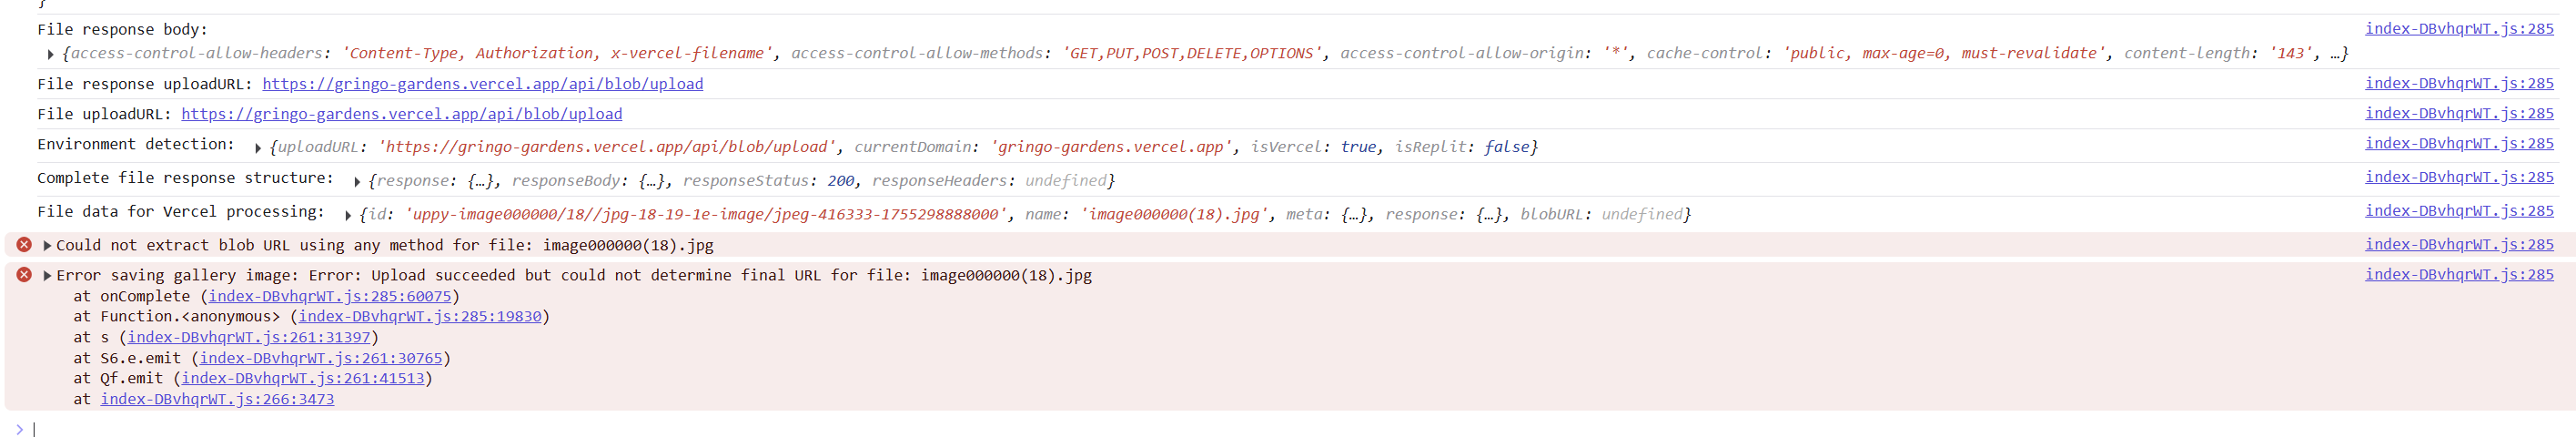 }
File response body: index-DBvhqrWT.js:285
{access-control-allow-headers: 'Content-Type, Authorization, x-vercel-filename', access-control-allow-methods: 'GET,PUT,POST,DELETE,OPTIONS', access-control-allow-origin: '*', cache-control: 'public, max-age=0, must-revalidate', content-length: '143', …}
File response uploadURL: https://gringo-gardens.vercel.app/api/blob/upload index-DBvhqrWT.js:285
File uploadURL: https://gringo-gardens.vercel.app/api/blob/upload index-DBvhqrWT.js:285
Environment detection: {uploadURL: 'https://gringo-gardens.vercel.app/api/blob/upload', currentDomain: 'gringo-gardens.vercel.app', isVercel: true, isReplit: false} index-DBvhqrWT.js:285
Complete file response structure: {response: {…}, responseBody: {…}, responseStatus: 200, responseHeaders: undefined} index-DBvhqrWT.js:285
File data for Vercel processing: {id: 'uppy-image000000/18//jpg-18-19-1e-image/jpeg-416333-1755298888000', name: 'image000000(18).jpg', meta: {…}, response: {…}, blobURL: undefined} index-DBvhqrWT.js:285
Could not extract blob URL using any method for file: image000000(18).jpg index-DBvhqrWT.js:285
Error saving gallery image: Error: Upload succeeded but could not determine final URL for file: image000000(18).jpg index-DBvhqrWT.js:285
at onComplete (index-DBvhqrWT.js:285:60075)
at Function.<anonymous> (index-DBvhqrWT.js:285:19830)
at s (index-DBvhqrWT.js:261:31397)
at S6.e.emit (index-DBvhqrWT.js:261:30765)
at Qf.emit (index-DBvhqrWT.js:261:41513)
at index-DBvhqrWT.js:266:3473